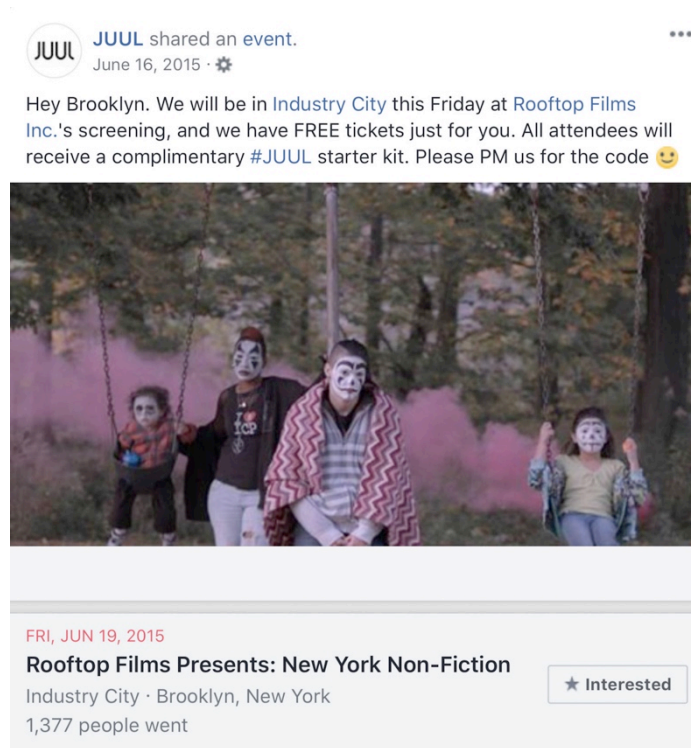 JUUL
JUUL shared an event.
June 16, 2015 ·
Hey Brooklyn. We will be in Industry City this Friday at Rooftop Films
Inc.'s screening, and we have FREE tickets just for you. All attendees will
receive a complimentary #JUUL starter kit. Please PM us for the code 🙂
I
ICP
FRI, JUN 19, 2015
Rooftop Films Presents: New York Non-Fiction
Industry City · Brooklyn, New York
1,377 people went
★ Interested